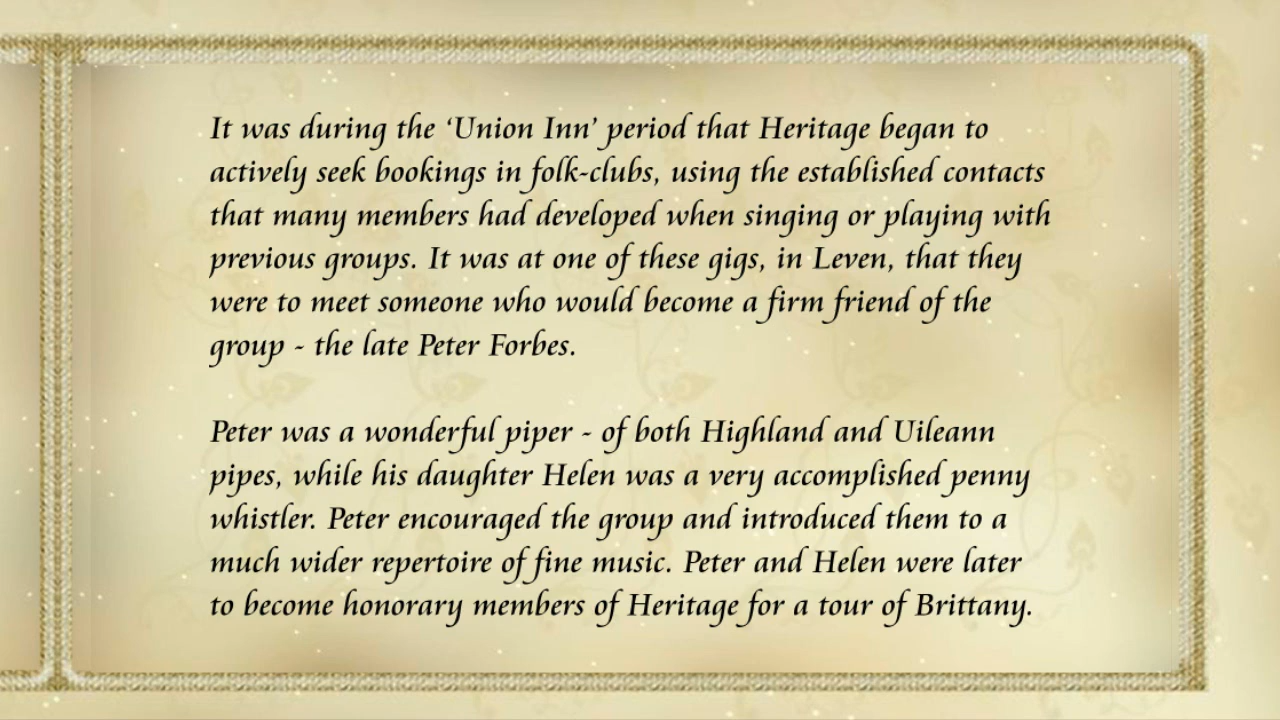 It was during the ‘Union Inn’ period that Heritage began to
actively seek bookings in folk-clubs, using the established contacts
that many members had developed when singing or playing with
previous groups. It was at one of these gigs, in Leven, that they
were to meet someone who would become a firm friend of the
group - the late Peter Forbes.
Peter was a wonderful piper - of both Highland and Uileann
pipes, while his daughter Helen was a very accomplished penny
whistler. Peter encouraged the group and introduced them to a
much wider repertoire of fine music. Peter and Helen were later
to become honorary members of Heritage for a tour of Brittany.